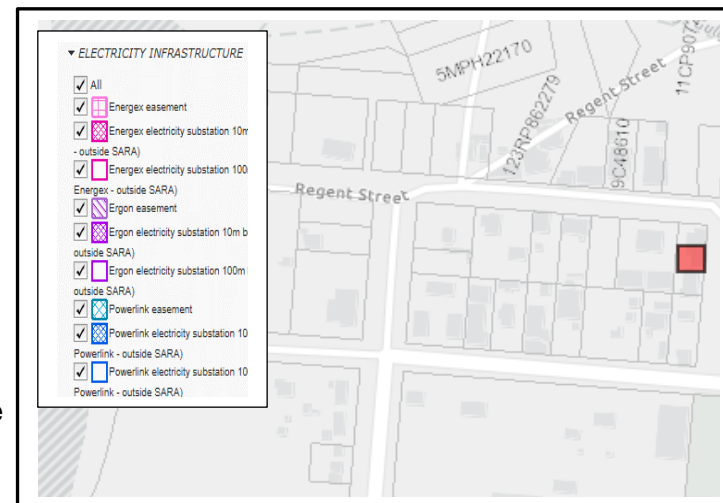 ▼ ELECTRICITY INFRASTRUCTURE
All
Energex easement
Energex electricity substation 10m
- outside SARA)
Energex electricity substation 100
Energex - outside SARA)
Ergon easement
Ergon electricity substation 10m b
outside SARA)
Ergon electricity substation 100m
outside SARA)
Powerlink easement
Powerlink electricity substation 10
Powerlink - outside SARA)
Powerlink electricity substation 10
Powerlink - outside SARA)
5MPH22170
123RP862279
Regent Street
9C48610
Regent Street
e